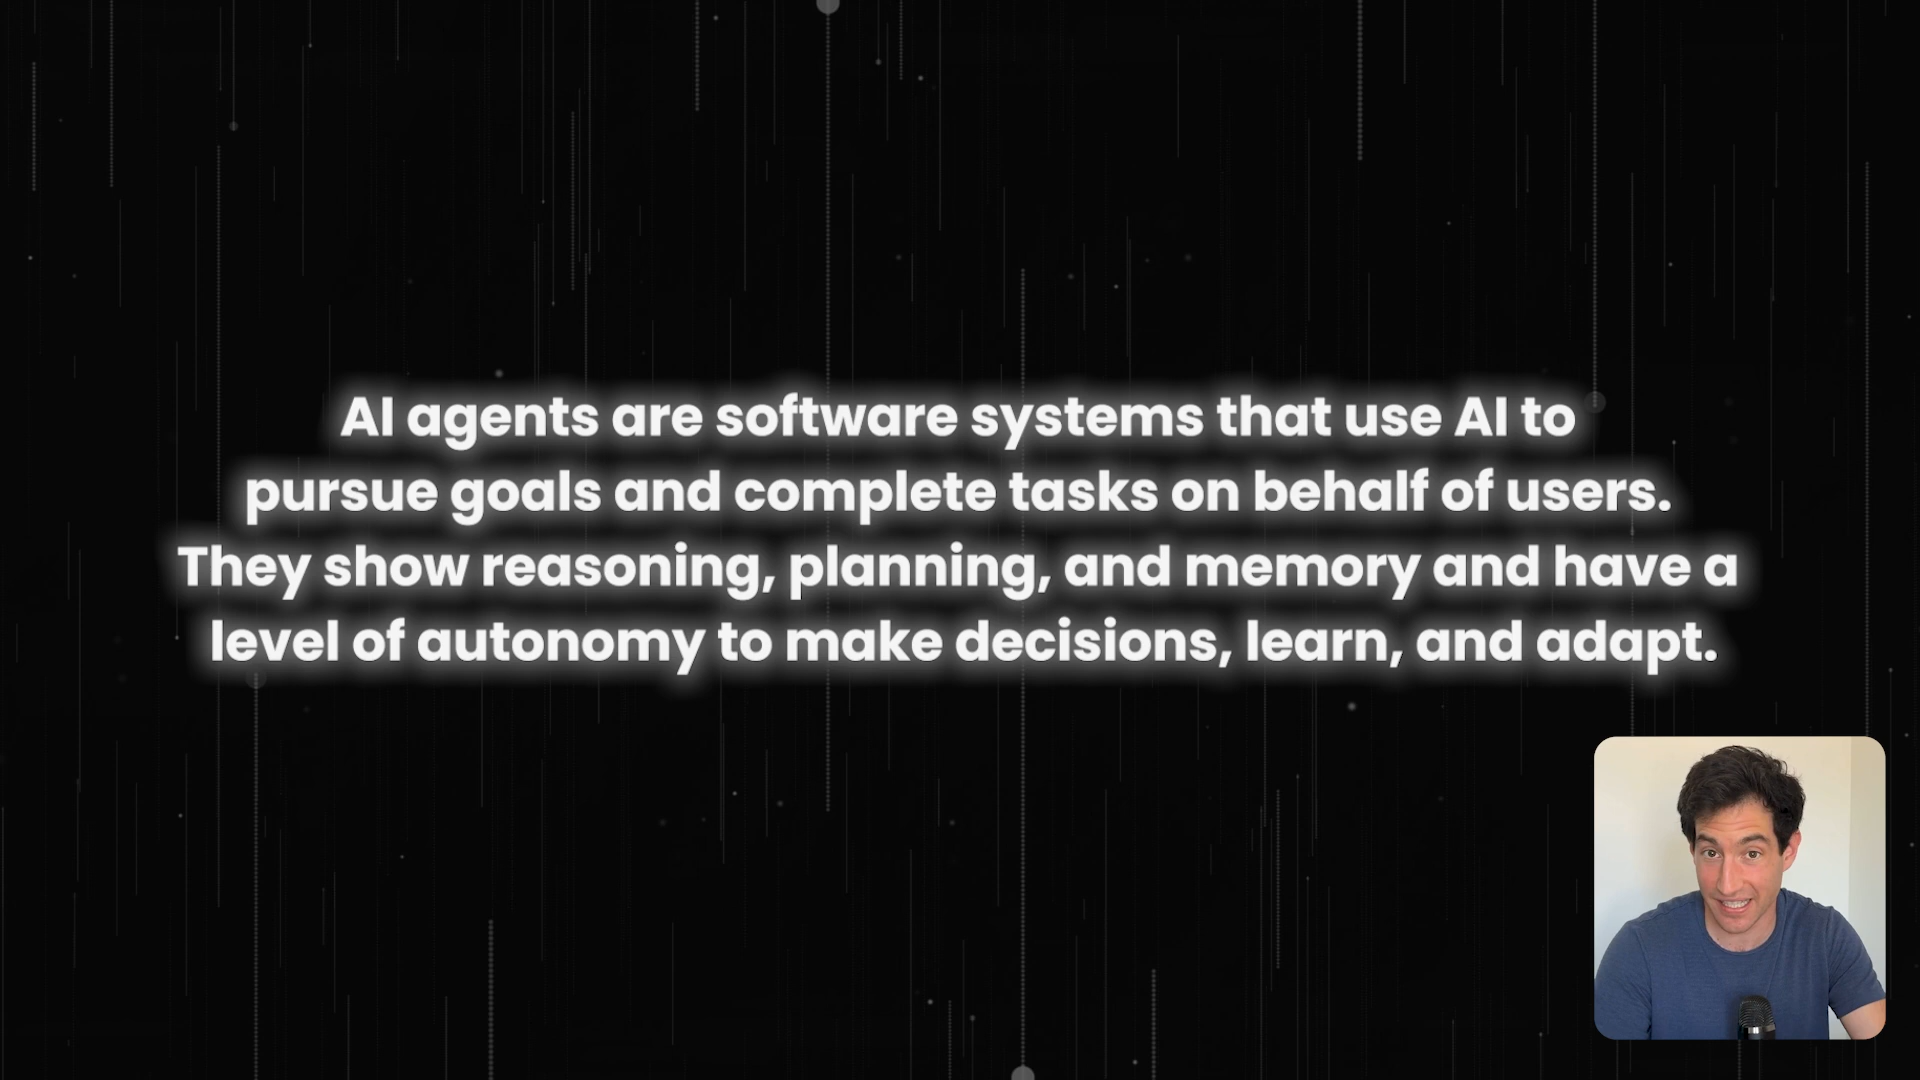 AI agents are software systems that use AI to
pursue goals and complete tasks on behalf of users.
They show reasoning, planning, and memory and have a
level of autonomy to make decisions, learn, and adapt.